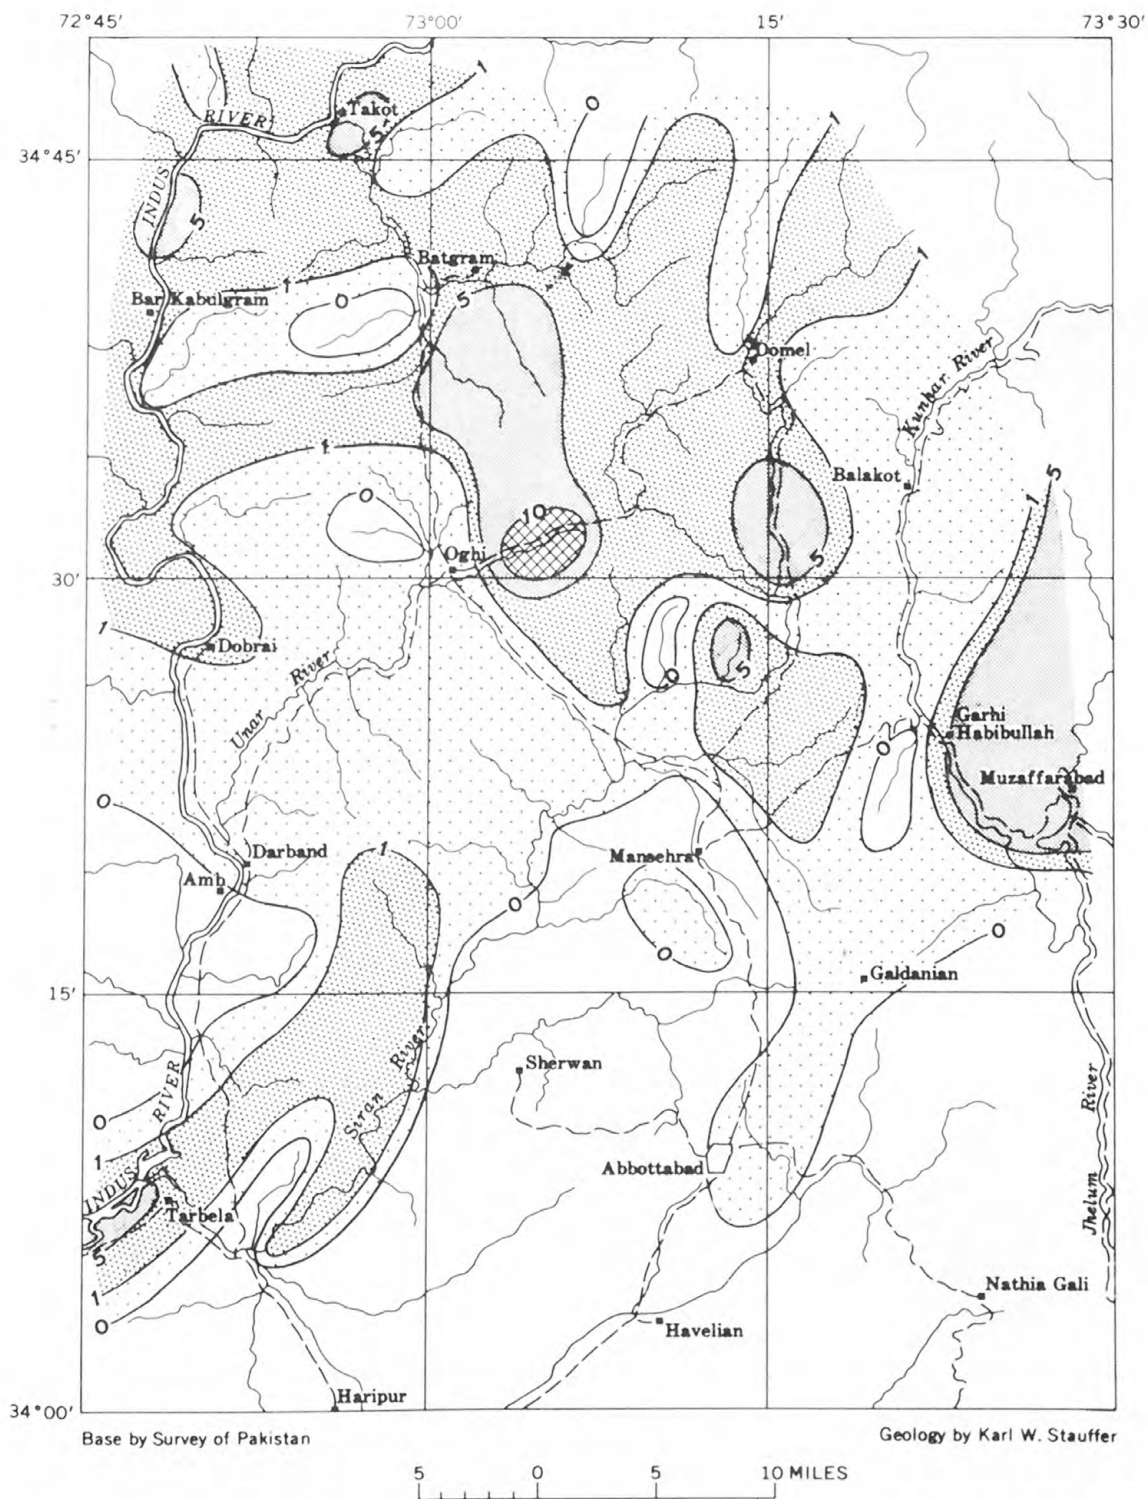 72°45' 73°00' 15' 73°30'
1
0
Takot
RIVER
5
1
34°45'
INDUS
5
Batgram
1
1
Bar Kabulgram
0
5
Domel
Kunhar River
1
Balakot
0
1
5
10
Oghi
30'
5
1
Dobrai
5
0
Unar River
Garhi
Habibullah
0
Muzaffarabad
0
Darband
1
Mansehra
Amb
0
0
0
Galdanian
15'
Siran River
Sherwan
INDUS RIVER
0
1
Abbottabad
Jhelum River
Tarbela
5
Nathia Gali
1
0
Havelian
Haripur
34°00'
Base by Survey of Pakistan
Geology by Karl W. Stauffer
5 0 5 10 MILES